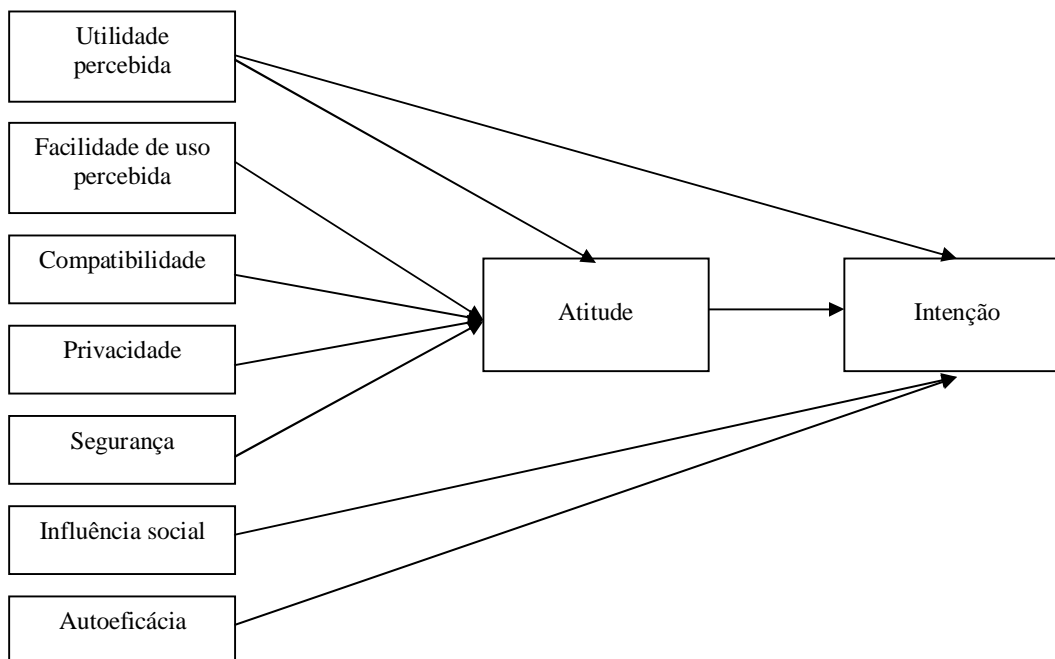 Utilidade
percebida
Facilidade de uso
percebida
Compatibilidade
Privacidade
Segurança
Influência social
Autoeficácia
Atitude
Intenção